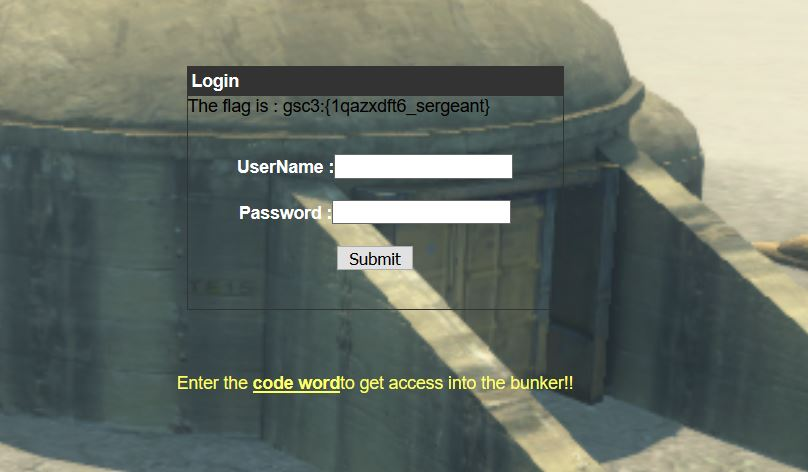 Login
The flag is : gsc3:{1qazxdft6_sergeant}
UserName :
Password :
Submit
Enter the code wordto get access into the bunker!!